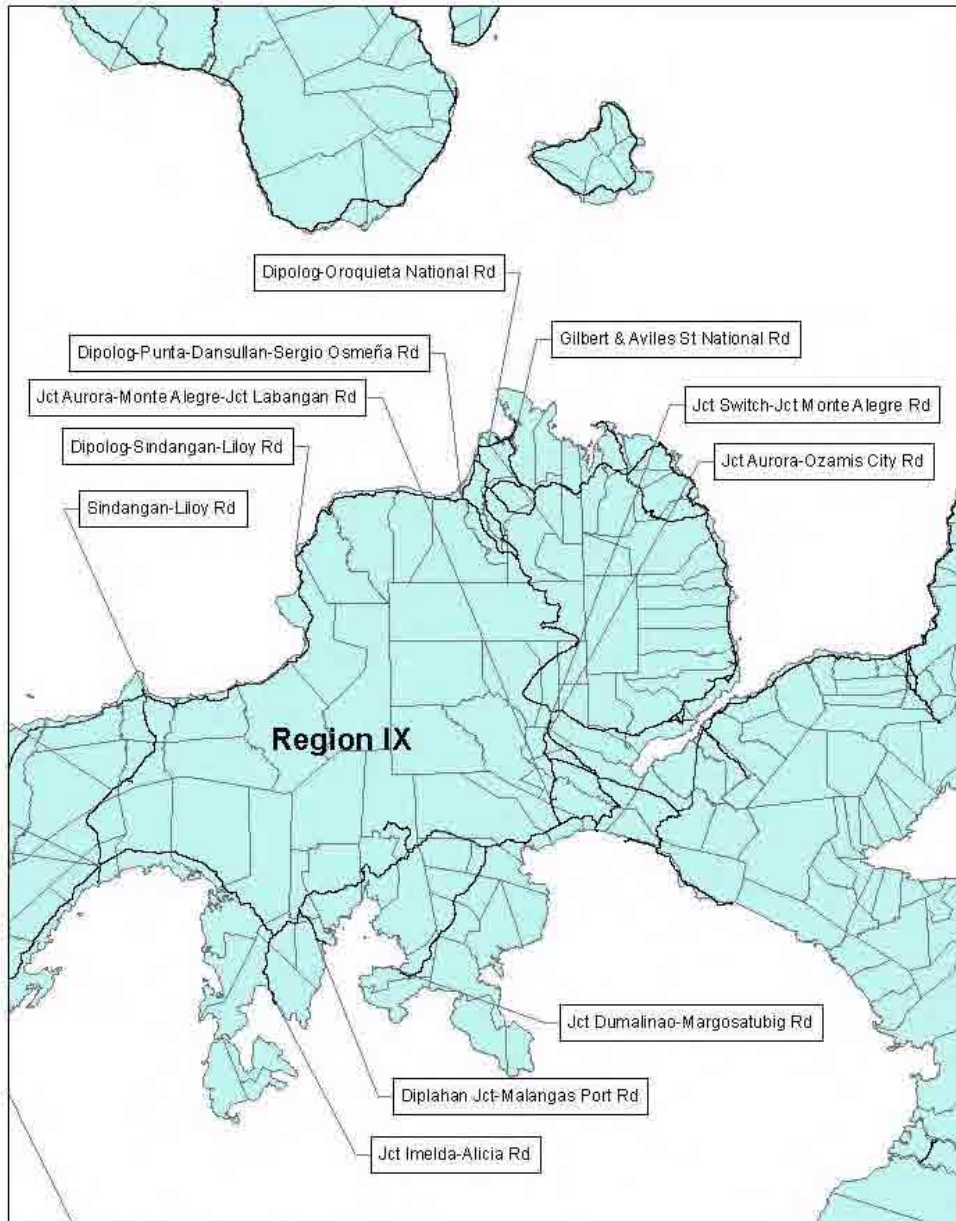 Dipolog-Oroquieta National Rd
Gilbert & Aviles St National Rd
Dipolog-Punta-Dansullan-Sergio Osmeña Rd
Jct Aurora-Monte Alegre-Jct Labangan Rd
Jct Switch-Jct Monte Alegre Rd
Dipolog-Sindangan-Liloy Rd
Jct Aurora-Ozamis City Rd
Sindangan-Liloy Rd
Region IX
Jct Dumalinao-Margosatubig Rd
Diplahan Jct-Malangas Port Rd
Jct Imelda-Alicia Rd